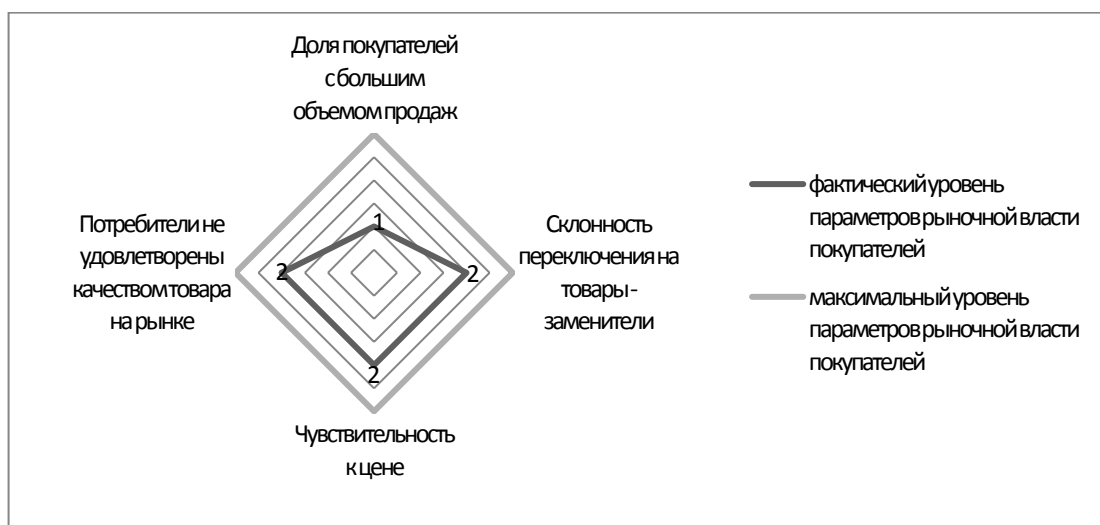 Доля покупателей
с большим
объемом продаж
1
Склонность
переключения на
товары-
заменители
2
2
Чувствительность
к цене
Потребители не
удовлетворены
качеством товара
на рынке
2
фактический уровень
параметров рыночной власти
покупателей
максимальный уровень
параметров рыночной власти
покупателей